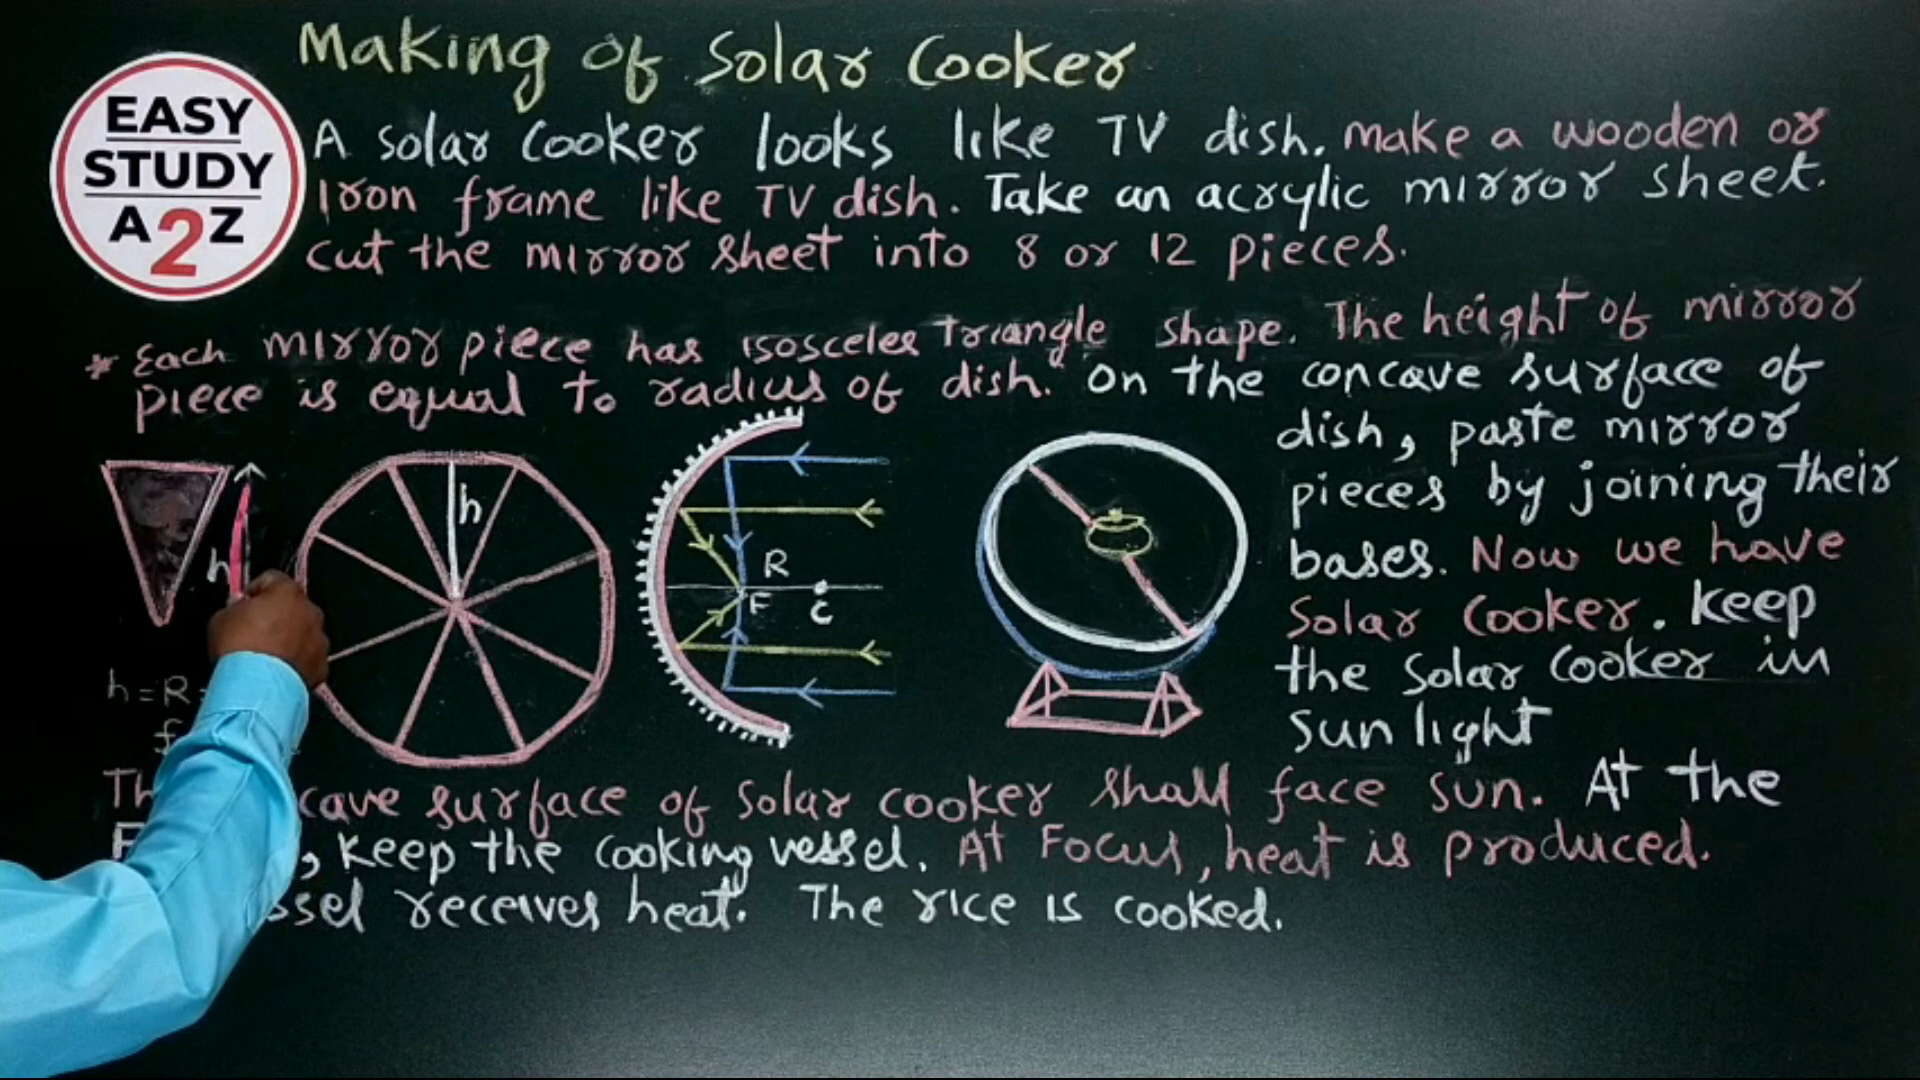 Making of Solar Cooker
EASY
STUDY
A2Z
A solar Cooker looks like TV dish. Make a wooden or
Iron frame like TV dish. Take an acrylic mirror sheet.
cut the mirror sheet into 8 or 12 pieces.
* Each mirror piece has isosceles triangle shape. The height of mirror
piece is equal to radius of dish. On the concave surface of
dish, paste mirror
pieces by joining their
bases. Now we have
Solar Cooker. Keep
the Solar Cooker in
sun light
h
h
R
F
C
h = R
f
cave surface of Solar cooker shall face sun. At the
, keep the cooking vessel. At Focus, heat is produced.
ssel receives heat. The rice is cooked.